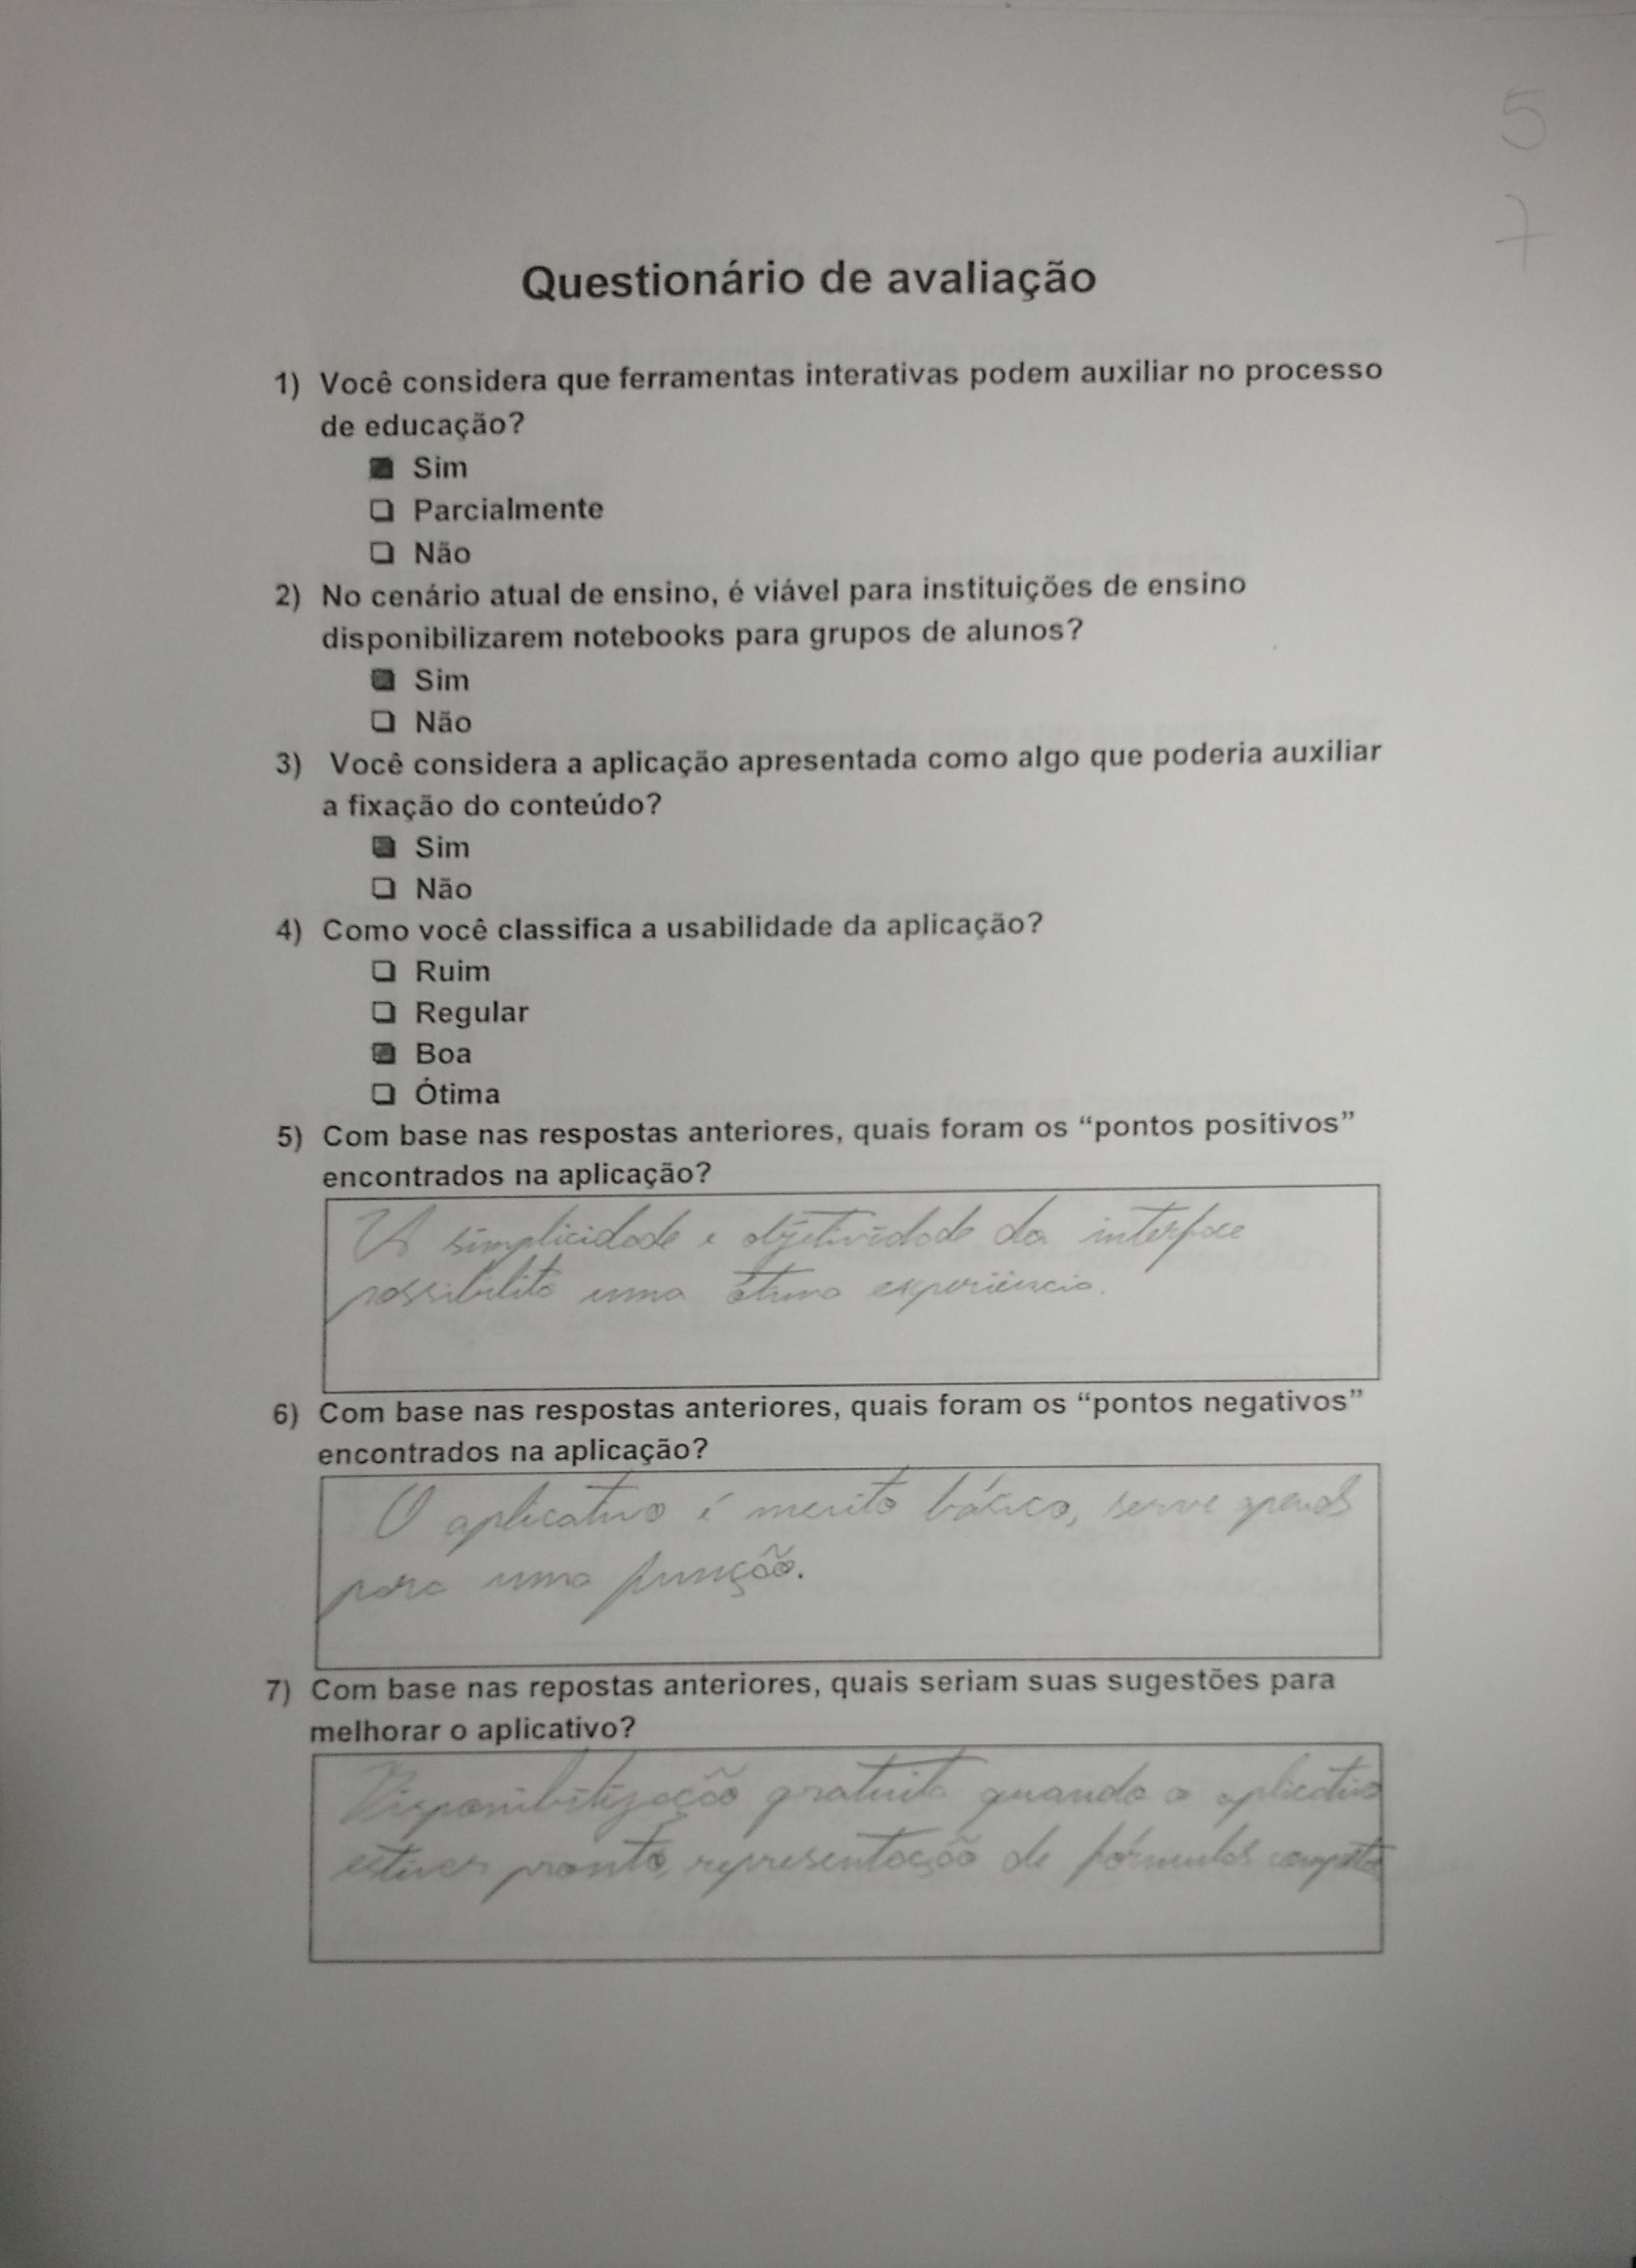 5
7
Questionário de avaliação
1) Você considera que ferramentas interativas podem auxiliar no processo
de educação?
Sim
Parcialmente
Não
2) No cenário atual de ensino, é viável para instituições de ensino
disponibilizarem notebooks para grupos de alunos?
Sim
Não
3) Você considera a aplicação apresentada como algo que poderia auxiliar
a fixação do conteúdo?
Sim
Não
4) Como você classifica a usabilidade da aplicação?
Ruim
Regular
Boa
Ótima
5) Com base nas respostas anteriores, quais foram os “pontos positivos”
encontrados na aplicação?
A simplicidade e objetividade da interface
possibilita uma ótima experiência.
6) Com base nas respostas anteriores, quais foram os “pontos negativos”
encontrados na aplicação?
O aplicativo é muito básico, serve apenas
para uma função.
7) Com base nas repostas anteriores, quais seriam suas sugestões para
melhorar o aplicativo?
Disponibilização gratuita quando o aplicativo
estiver pronto, representação de fórmulas